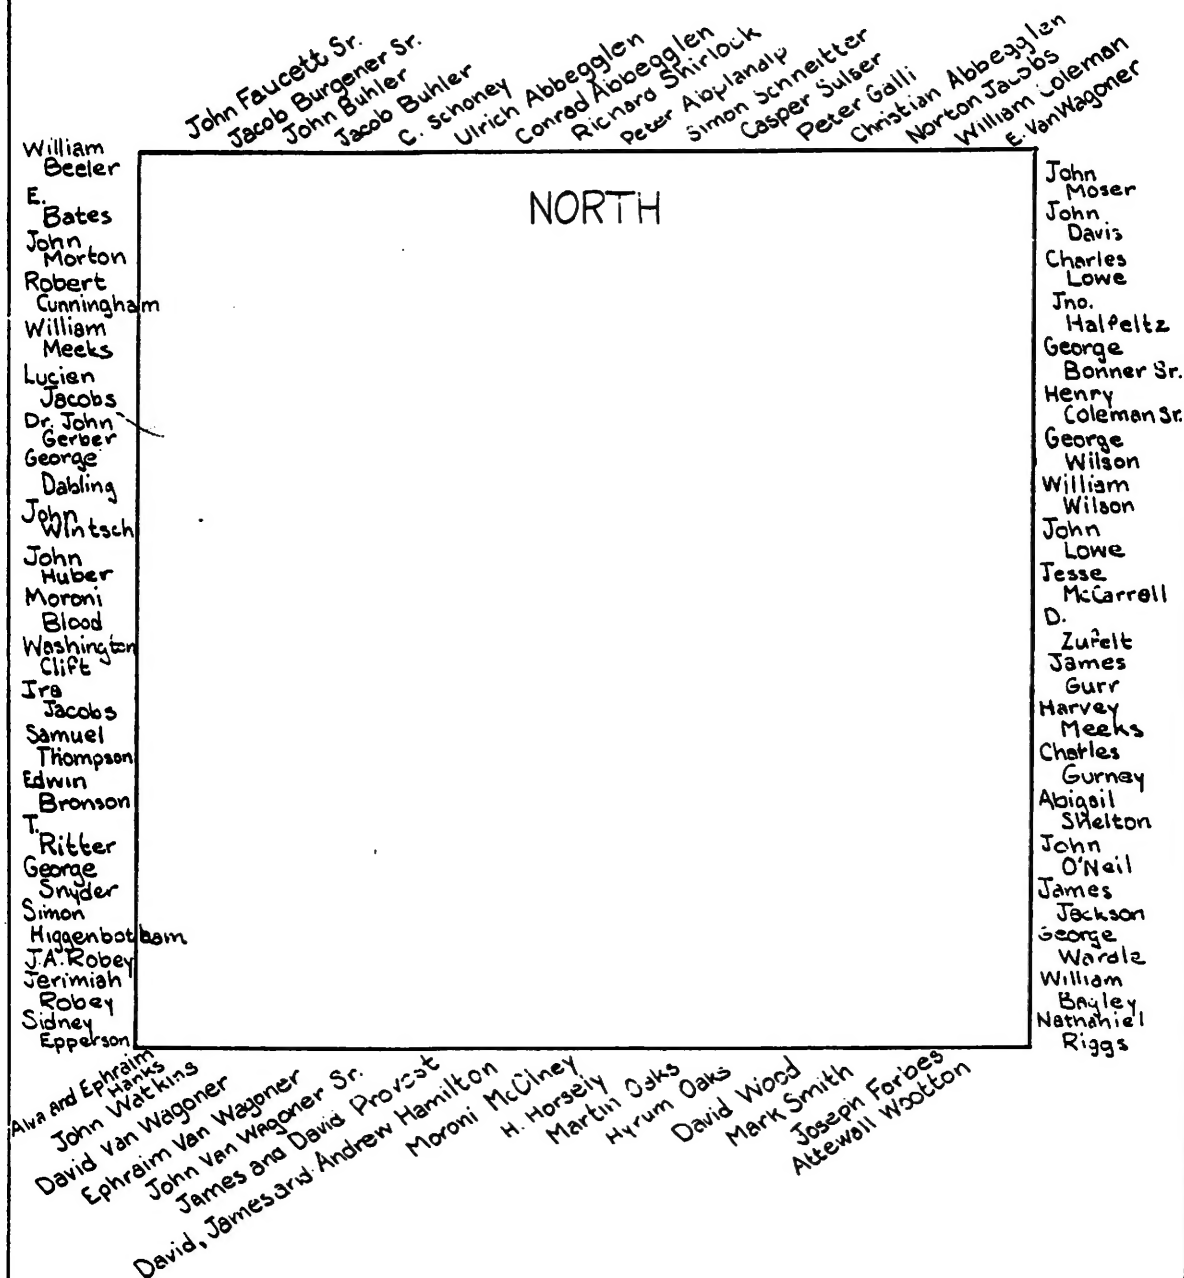 John Faucett Sr.
Jacob Burgener Sr.
John Buhler
Jacob Buhler
C. Schoney
Ulrich Abbegglen
Conrad Abbegglen
Richard Shirlock
Peter Abplanalp
Simon Schneitter
Casper Sulser
Peter Galli
Christian Abbegglen
Norton Jacobs
William Coleman
E. Van Wagoner
NORTH
William
Beeler
E.
Bates
John
Morton
Robert
Cunningham
William
Meeks
Lucien
Jacobs
Dr. John
Gerber
George
Dabling
John
Wintsch
John
Huber
Moroni
Blood
Washington
Clift
Ira
Jacobs
Samuel
Thompson
Edwin
Bronson
T.
Ritter
George
Snyder
Simon
Higgenbotham
J.A. Robey
Jerimiah
Robey
Sidney
Epperson
John
Moser
John
Davis
Charles
Lowe
Jno.
Halfeltz
George
Bonner Sr.
Henry
Coleman Sr.
George
Wilson
William
Wilson
John
Lowe
Jesse
McCarrell
D.
Zufelt
James
Gurr
Harvey
Meeks
Charles
Gurney
Abigail
Shelton
John
O'Neil
James
Jackson
George
Wardle
William
Bayley
Nathaniel
Riggs
Alva and Ephraim
Hanks
John Watkins
David Van Wagoner
Ephraim Van Wagoner
John Van Wagoner Sr.
James and David Provost
David, James and Andrew Hamilton
Moroni McOlney
H. Horsely
Martin Oaks
Hyrum Oaks
David Wood
Mark Smith
Joseph Forbes
Attewall Wootton